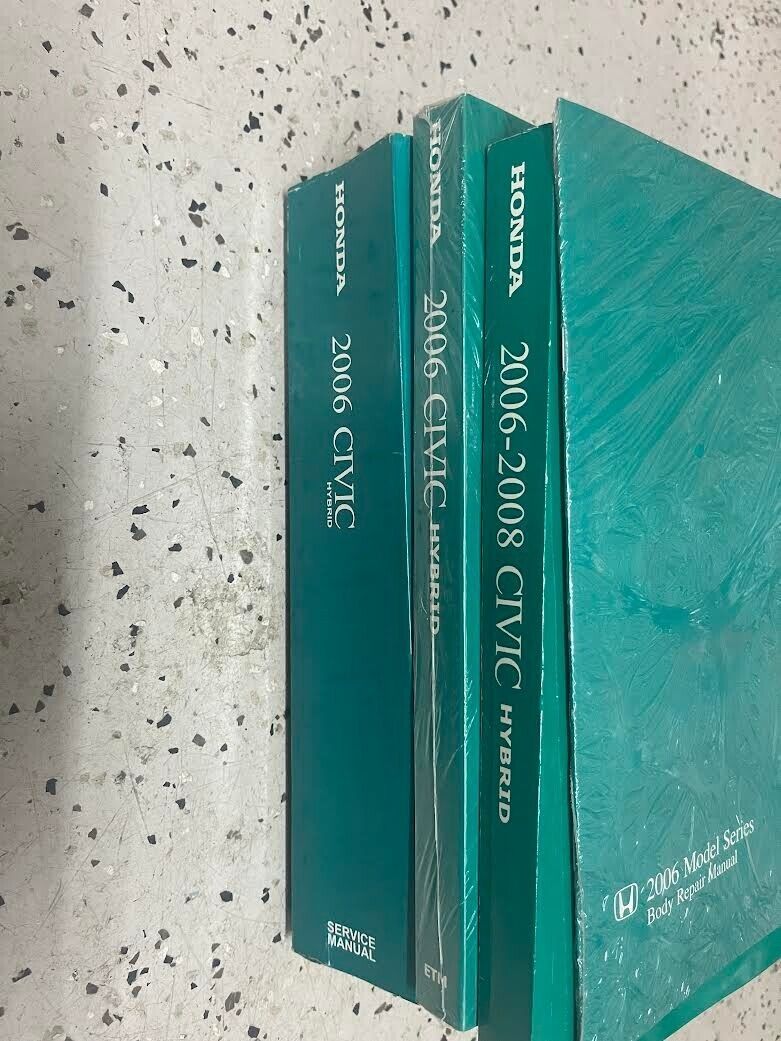 HONDA
2006 CIVIC
HYBRID
SERVICE
MANUAL
HONDA
2006 CIVIC HYBRID
ETM
HONDA
2006-2008 CIVIC HYBRID
2006 Model Series
Body Repair Manual